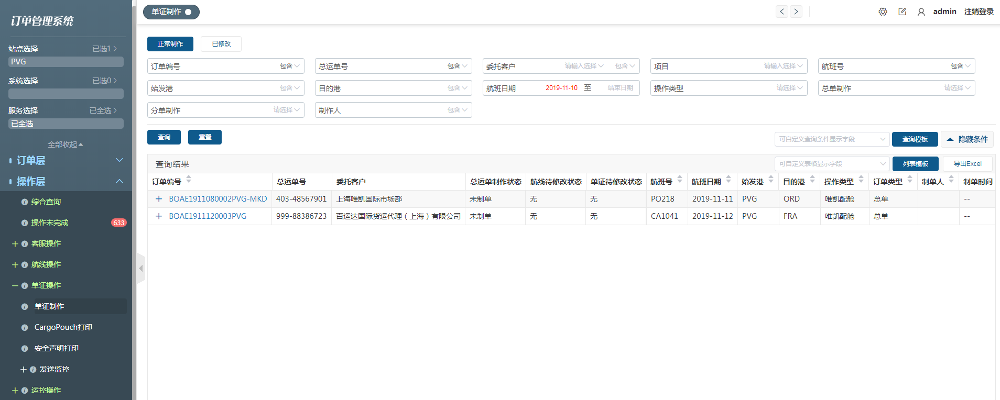 订单管理系统
站点选择 已选1
PVG
系统选择 已选0
服务选择 已全选
已全选
全部收起
订单层
操作层
综合查询
操作未完成 633
客服操作
航线操作
单证操作
单证制作
CargoPouch打印
安全声明打印
发送监控
运控操作
单证制作
admin 注销登录
正常制作 已修改
订单编号 包含 总运单号 包含 委托客户 请输入选择 包含 项目 请输入选择 航班号 包含
始发港 包含 目的港 包含 航班日期 2019-11-10 至 结束日期 操作类型 请选择 总单制作 请选择
分单制作 请选择 制作人 包含
查询 重置 可自定义查询条件显示字段 查询模板 隐藏条件
查询结果 可自定义表格显示字段 列表模板 导出Excel
订单编号 总运单号 委托客户 总运单制作状态 航线待修改状态 单证待修改状态 航班号 航班日期 始发港 目的港 操作类型 订单类型 制单人 制单时间
BOAE1911080002PVG-MKD 403-48567901 上海唯凯国际市场部 未制单 无 无 PO218 2019-11-11 PVG ORD 唯凯配舱 总单 --
BOAE1911120003PVG 999-88386723 百运达国际货运代理（上海）有限公司 未制单 无 无 CA1041 2019-11-12 PVG FRA 唯凯配舱 总单 --